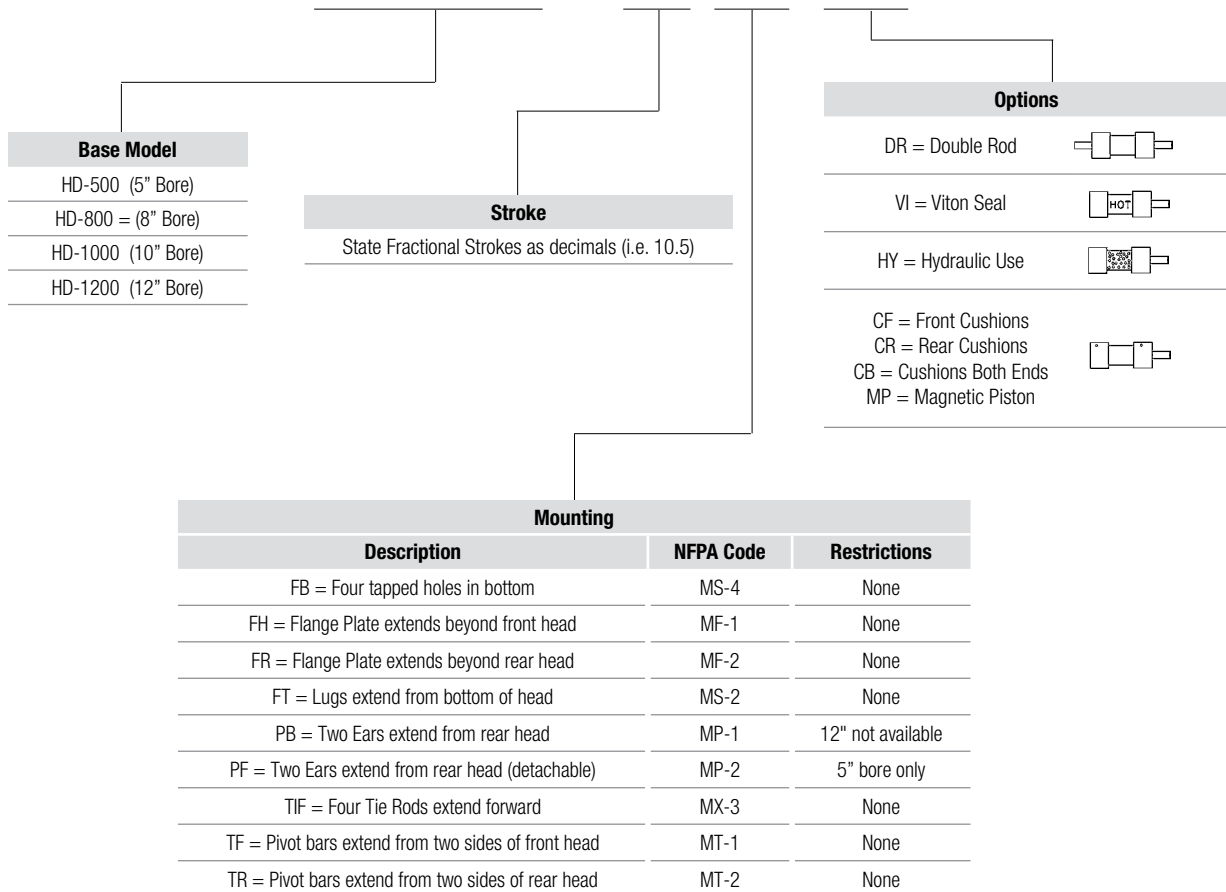 Base Model
HD-500 (5" Bore)
HD-800 = (8" Bore)
HD-1000 (10" Bore)
HD-1200 (12" Bore)
Stroke
State Fractional Strokes as decimals (i.e. 10.5)
Options
DR = Double Rod
VI = Viton Seal
HOT
HY = Hydraulic Use
CF = Front Cushions
CR = Rear Cushions
CB = Cushions Both Ends
MP = Magnetic Piston
Mounting
Description NFPA Code Restrictions
FB = Four tapped holes in bottom MS-4 None
FH = Flange Plate extends beyond front head MF-1 None
FR = Flange Plate extends beyond rear head MF-2 None
FT = Lugs extend from bottom of head MS-2 None
PB = Two Ears extend from rear head MP-1 12" not available
PF = Two Ears extend from rear head (detachable) MP-2 5” bore only
TIF = Four Tie Rods extend forward MX-3 None
TF = Pivot bars extend from two sides of front head MT-1 None
TR = Pivot bars extend from two sides of rear head MT-2 None